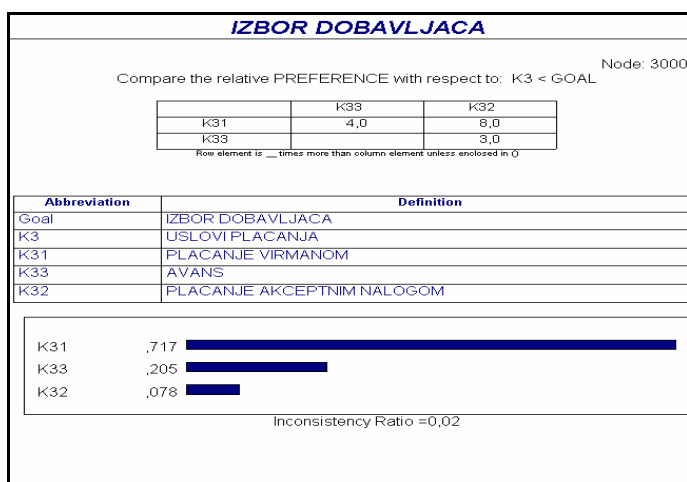 IZBOR DOBAVLJACA
Node: 3000
Compare the relative PREFERENCE with respect to: K3 < GOAL
K33 K32
K31 4,0 8,0
K33 3,0
Row element is __ times more than column element unless enclosed in ()
Abbreviation Definition
Goal IZBOR DOBAVLJACA
K3 USLOVI PLACANJA
K31 PLACANJE VIRMANOM
K33 AVANS
K32 PLACANJE AKCEPTNIM NALOGOM
K31 ,717
K33 ,205
K32 ,078
Inconsistency Ratio =0,02